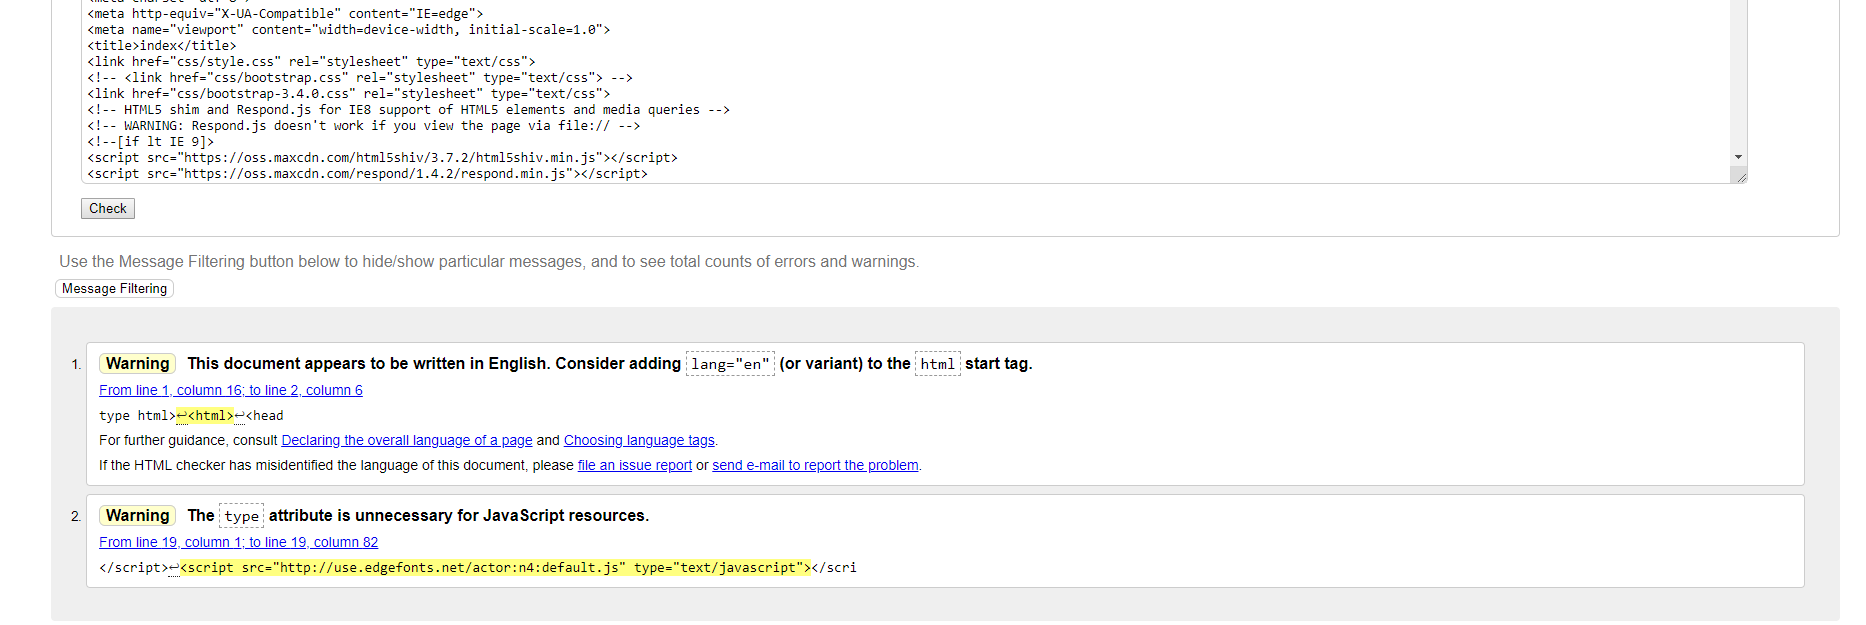 <meta http-equiv="X-UA-Compatible" content="IE=edge">
<meta name="viewport" content="width=device-width, initial-scale=1.0">
<title>index</title>
<link href="css/style.css" rel="stylesheet" type="text/css">
<!-- <link href="css/bootstrap.css" rel="stylesheet" type="text/css"> -->
<link href="css/bootstrap-3.4.0.css" rel="stylesheet" type="text/css">
<!-- HTML5 shim and Respond.js for IE8 support of HTML5 elements and media queries -->
<!-- WARNING: Respond.js doesn't work if you view the page via file:// -->
<!--[if lt IE 9]>
<script src="https://oss.maxcdn.com/html5shiv/3.7.2/html5shiv.min.js"></script>
<script src="https://oss.maxcdn.com/respond/1.4.2/respond.min.js"></script>
Check
Use the Message Filtering button below to hide/show particular messages, and to see total counts of errors and warnings.
Message Filtering
1. Warning This document appears to be written in English. Consider adding lang="en" (or variant) to the html start tag.
From line 1, column 16; to line 2, column 6
type html>↩<html>↩<head
For further guidance, consult Declaring the overall language of a page and Choosing language tags.
If the HTML checker has misidentified the language of this document, please file an issue report or send e-mail to report the problem.
2. Warning The type attribute is unnecessary for JavaScript resources.
From line 19, column 1; to line 19, column 82
</script>↩<script src="http://use.edgefonts.net/actor:n4:default.js" type="text/javascript"></scri